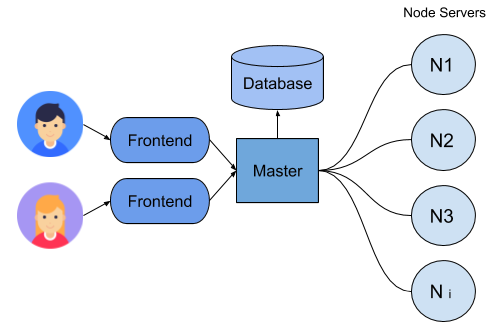 Node Servers
N1
Database
N2
Frontend
Master
Frontend
N3
N i